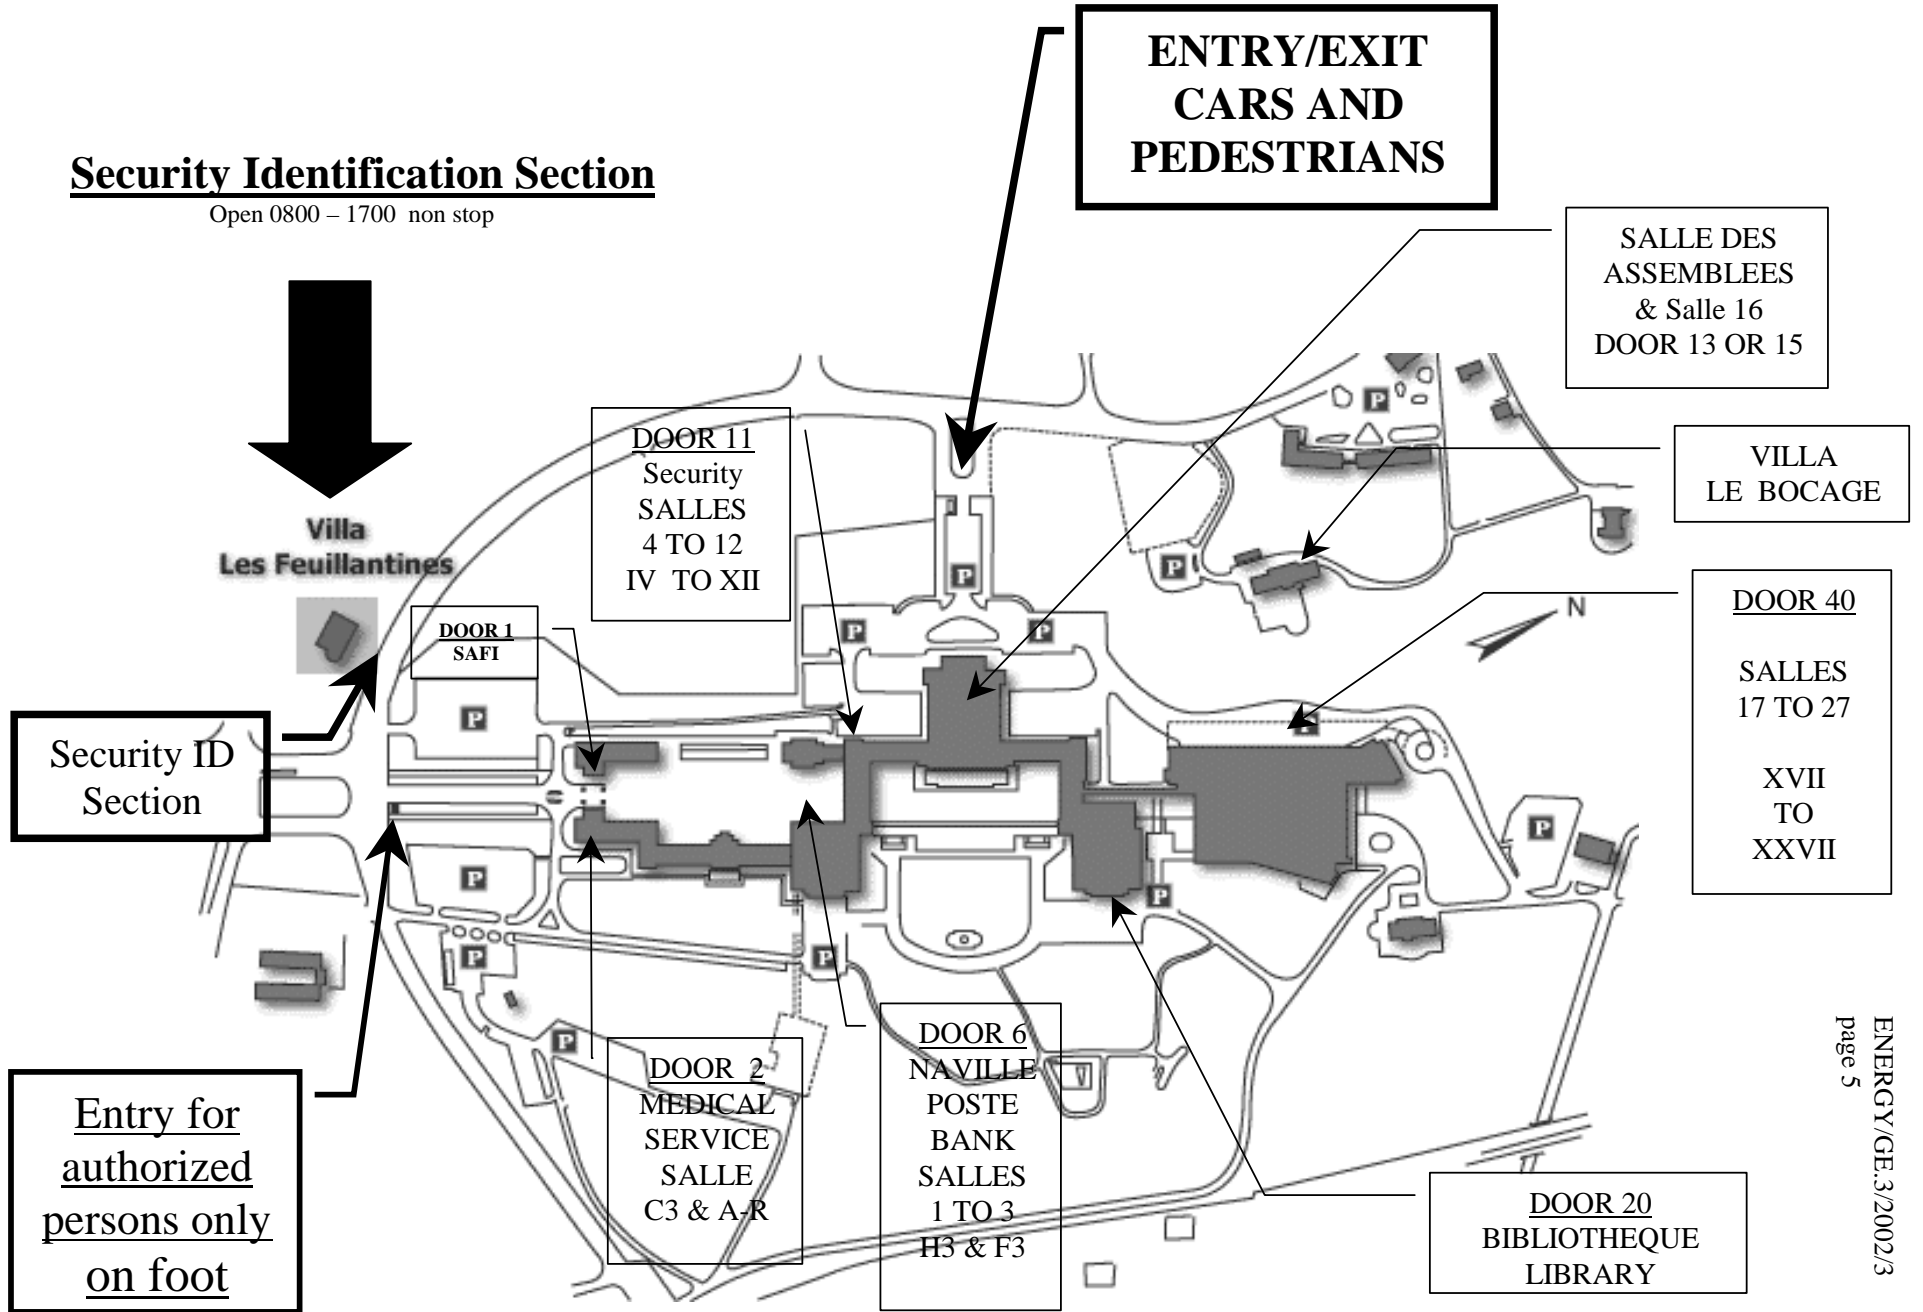 ENTRY/EXIT
CARS AND
PEDESTRIANS
Security Identification Section
Open 0800 – 1700 non stop
SALLE DES
ASSEMBLEES
& Salle 16
DOOR 13 OR 15
DOOR 11
Security
SALLES
4 TO 12
IV TO XII
VILLA
LE BOCAGE
Villa
Les Feuillantines
DOOR 1
SAFI
DOOR 40
SALLES
17 TO 27
XVII
TO
XXVII
N
P
P
P
P
P
P
P
P
P
P
P
P
P
P
Security ID
Section
Entry for
authorized
persons only
on foot
DOOR 2
MEDICAL
SERVICE
SALLE
C3 & A-R
DOOR 6
NAVILLE
POSTE
BANK
SALLES
1 TO 3
H3 & F3
DOOR 20
BIBLIOTHEQUE
LIBRARY
ENERGY/GE.3/2002/3
page 5